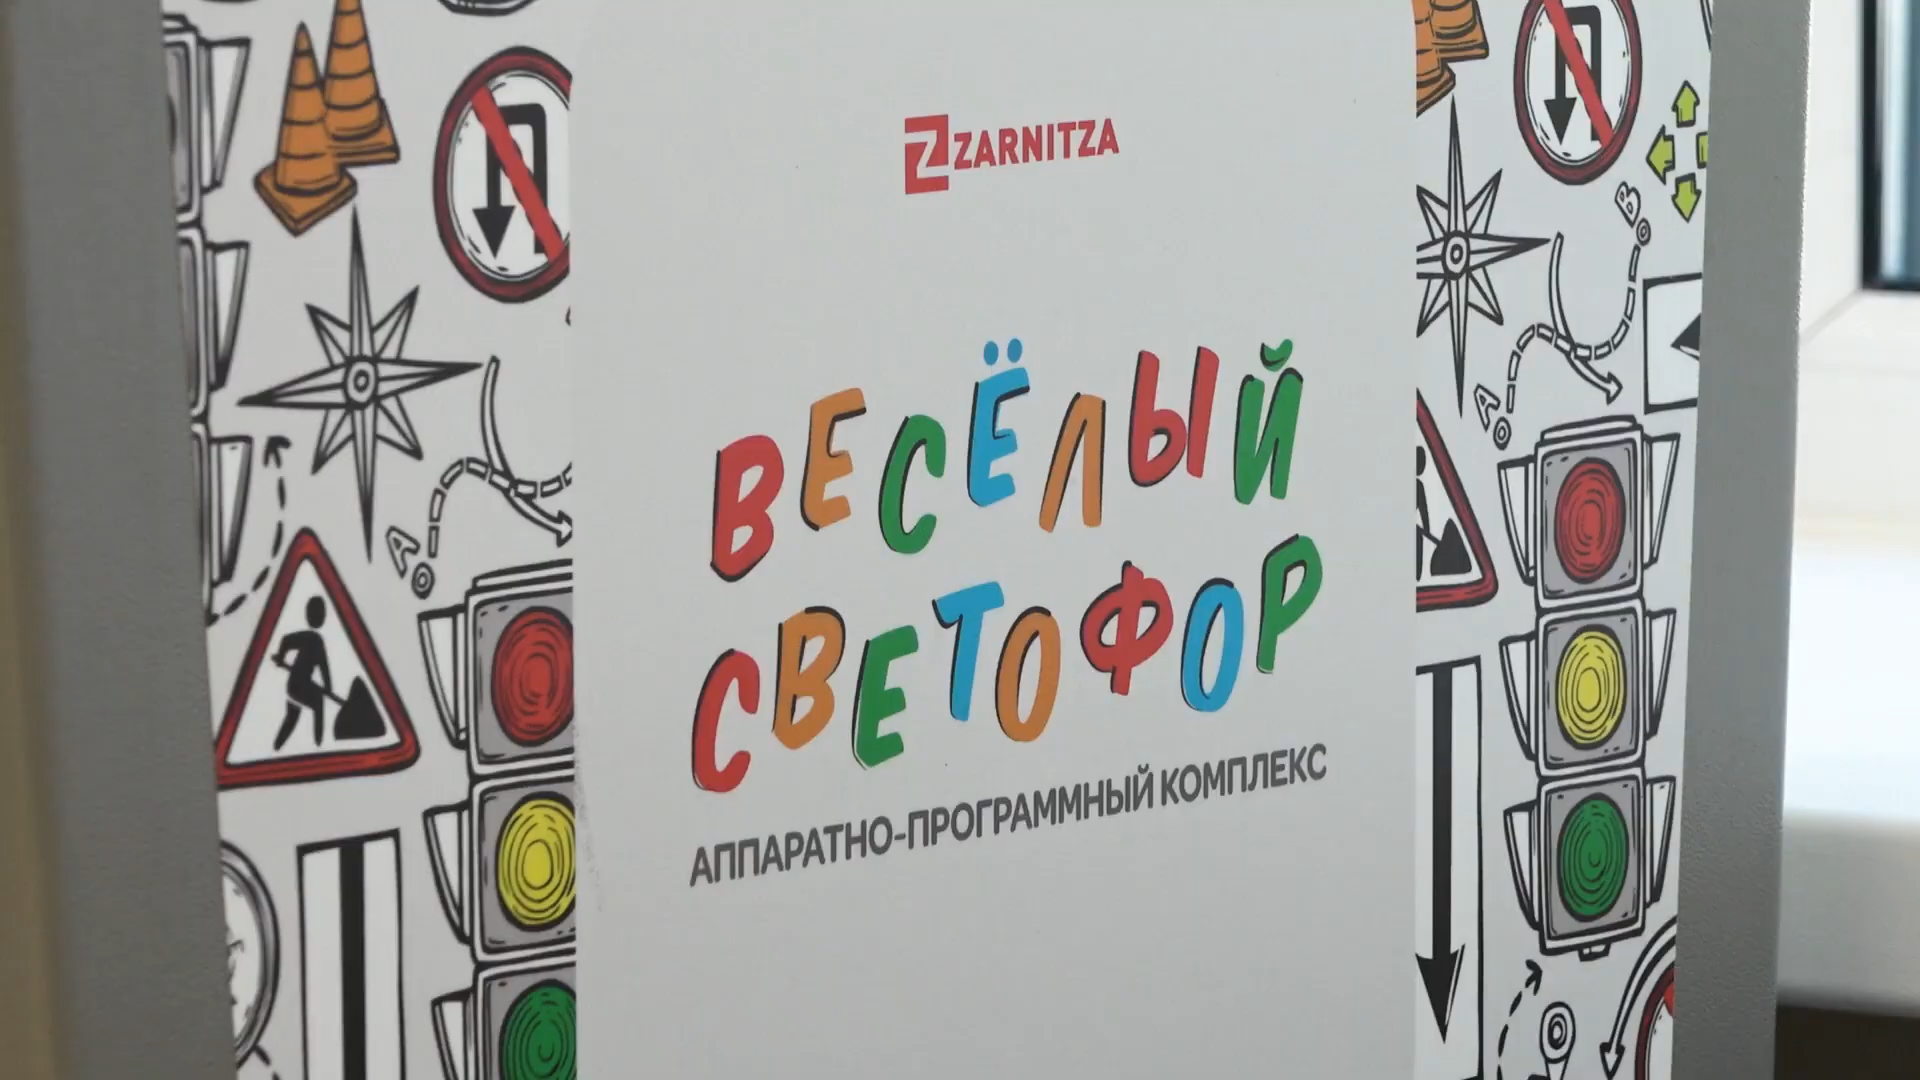 ZARNITZA
ВЕСЁЛЫЙ
СВЕТОФОР
АППАРАТНО-ПРОГРАММНЫЙ КОМПЛЕКС
А
А
В